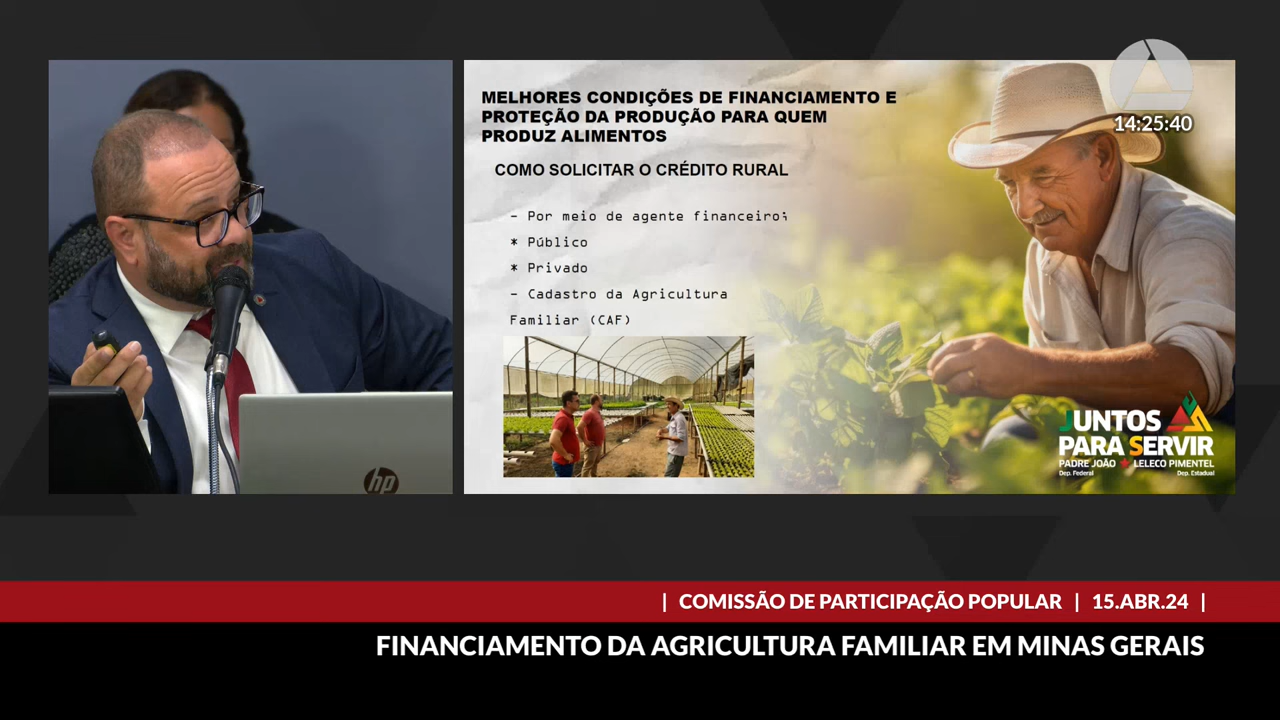 14:25:40
MELHORES CONDIÇÕES DE FINANCIAMENTO E
PROTEÇÃO DA PRODUÇÃO PARA QUEM
PRODUZ ALIMENTOS
COMO SOLICITAR O CRÉDITO RURAL
- Por meio de agente financeiro;
* Público
* Privado
- Cadastro da Agricultura
Familiar (CAF)
JUNTOS
PARA SERVIR
PADRE JOÃO ★ LELECO PIMENTEL
Dep. Federal Dep. Estadual
hp
| COMISSÃO DE PARTICIPAÇÃO POPULAR | 15.ABR.24 |
FINANCIAMENTO DA AGRICULTURA FAMILIAR EM MINAS GERAIS